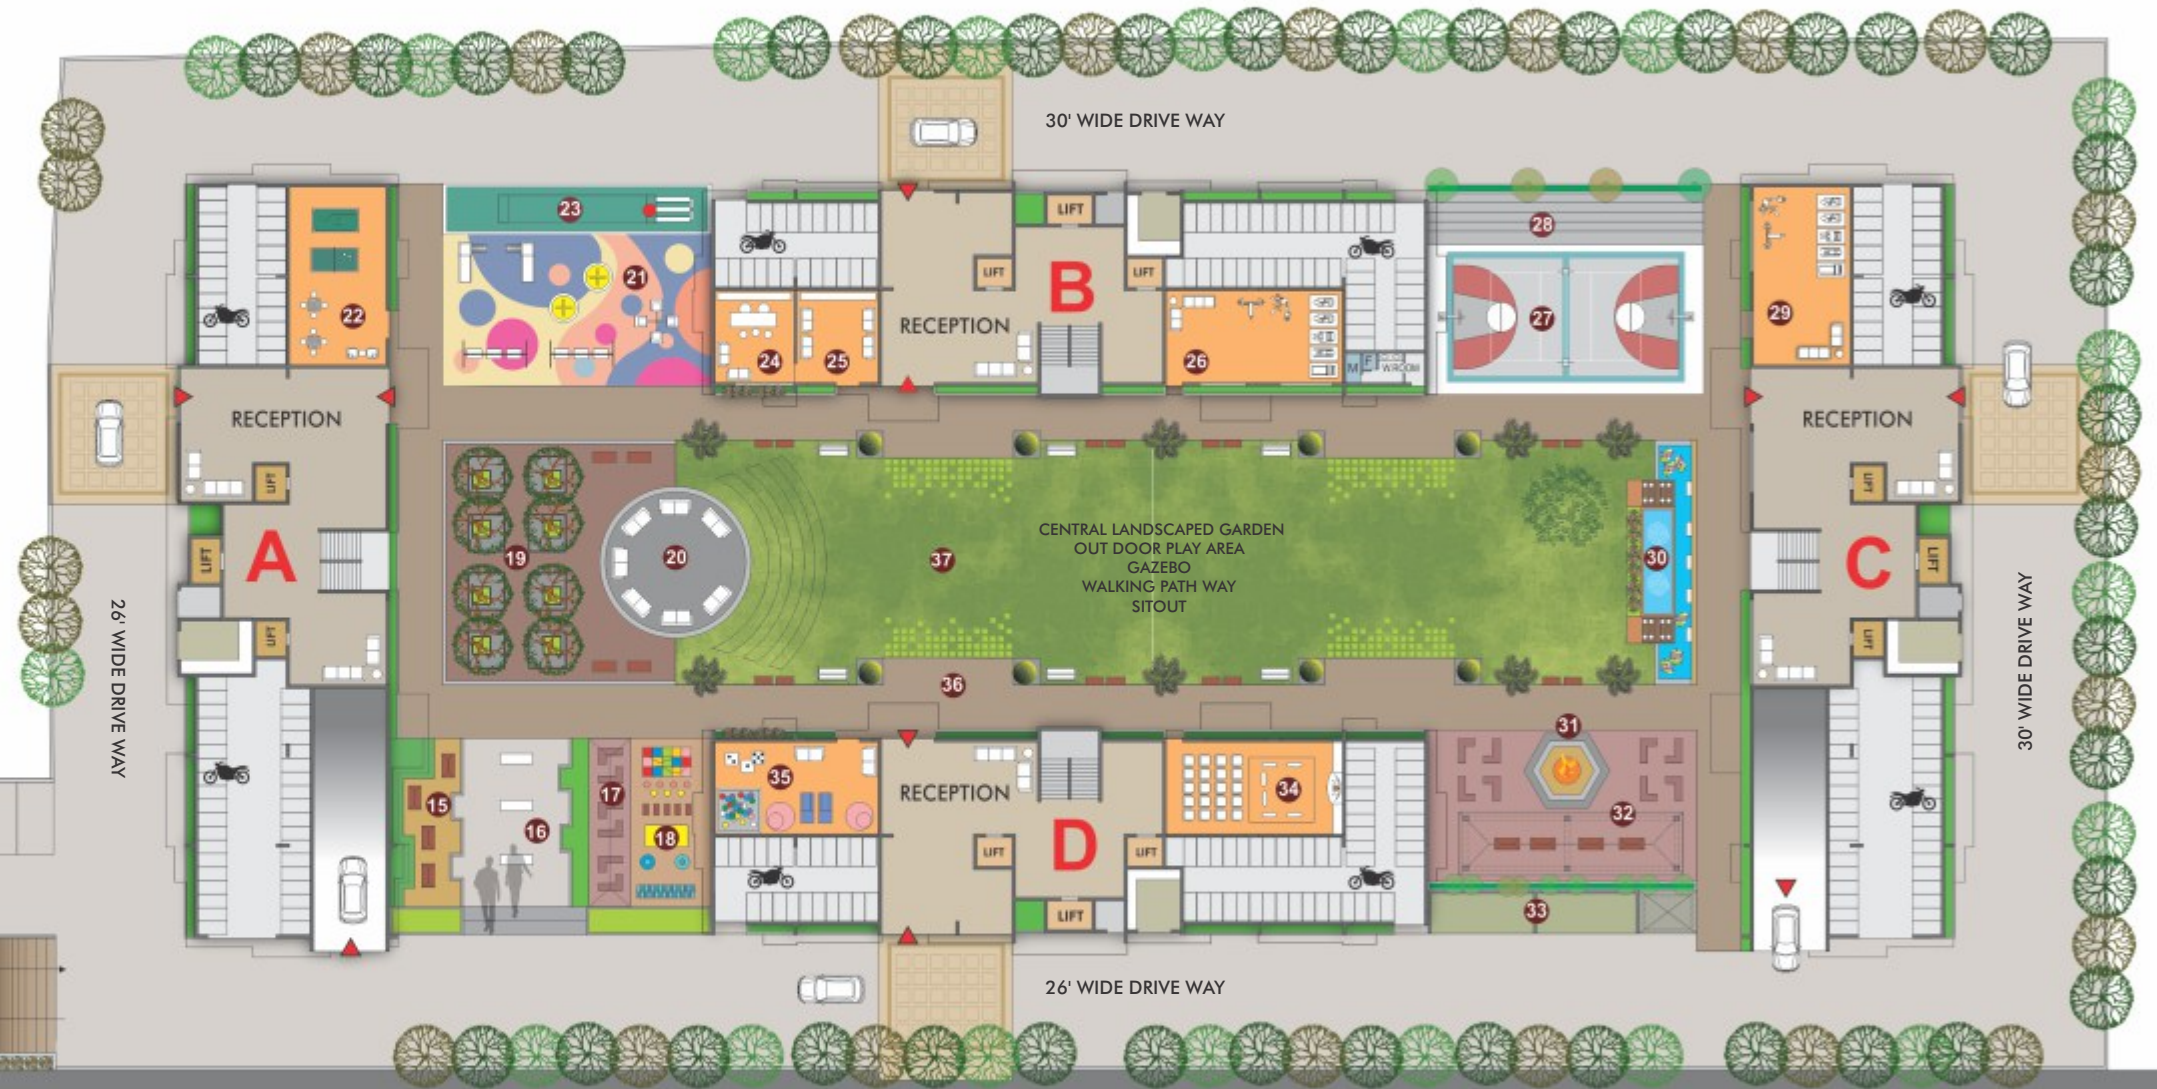 30' WIDE DRIVE WAY
23
LIFT
28
21
22
LIFT
B
LIFT
29
27
RECEPTION
24
25
26
M
F
W.ROOM
RECEPTION
RECEPTION
LIFT
LIFT
19
20
37
CENTRAL LANDSCAPED GARDEN
OUT DOOR PLAY AREA
GAZEBO
WALKING PATH WAY
SITOUT
30
LIFT
A
C
LIFT
26' WIDE DRIVE WAY
30' WIDE DRIVE WAY
LIFT
LIFT
36
31
35
RECEPTION
34
15
17
16
18
32
LIFT
D
LIFT
33
LIFT
26' WIDE DRIVE WAY